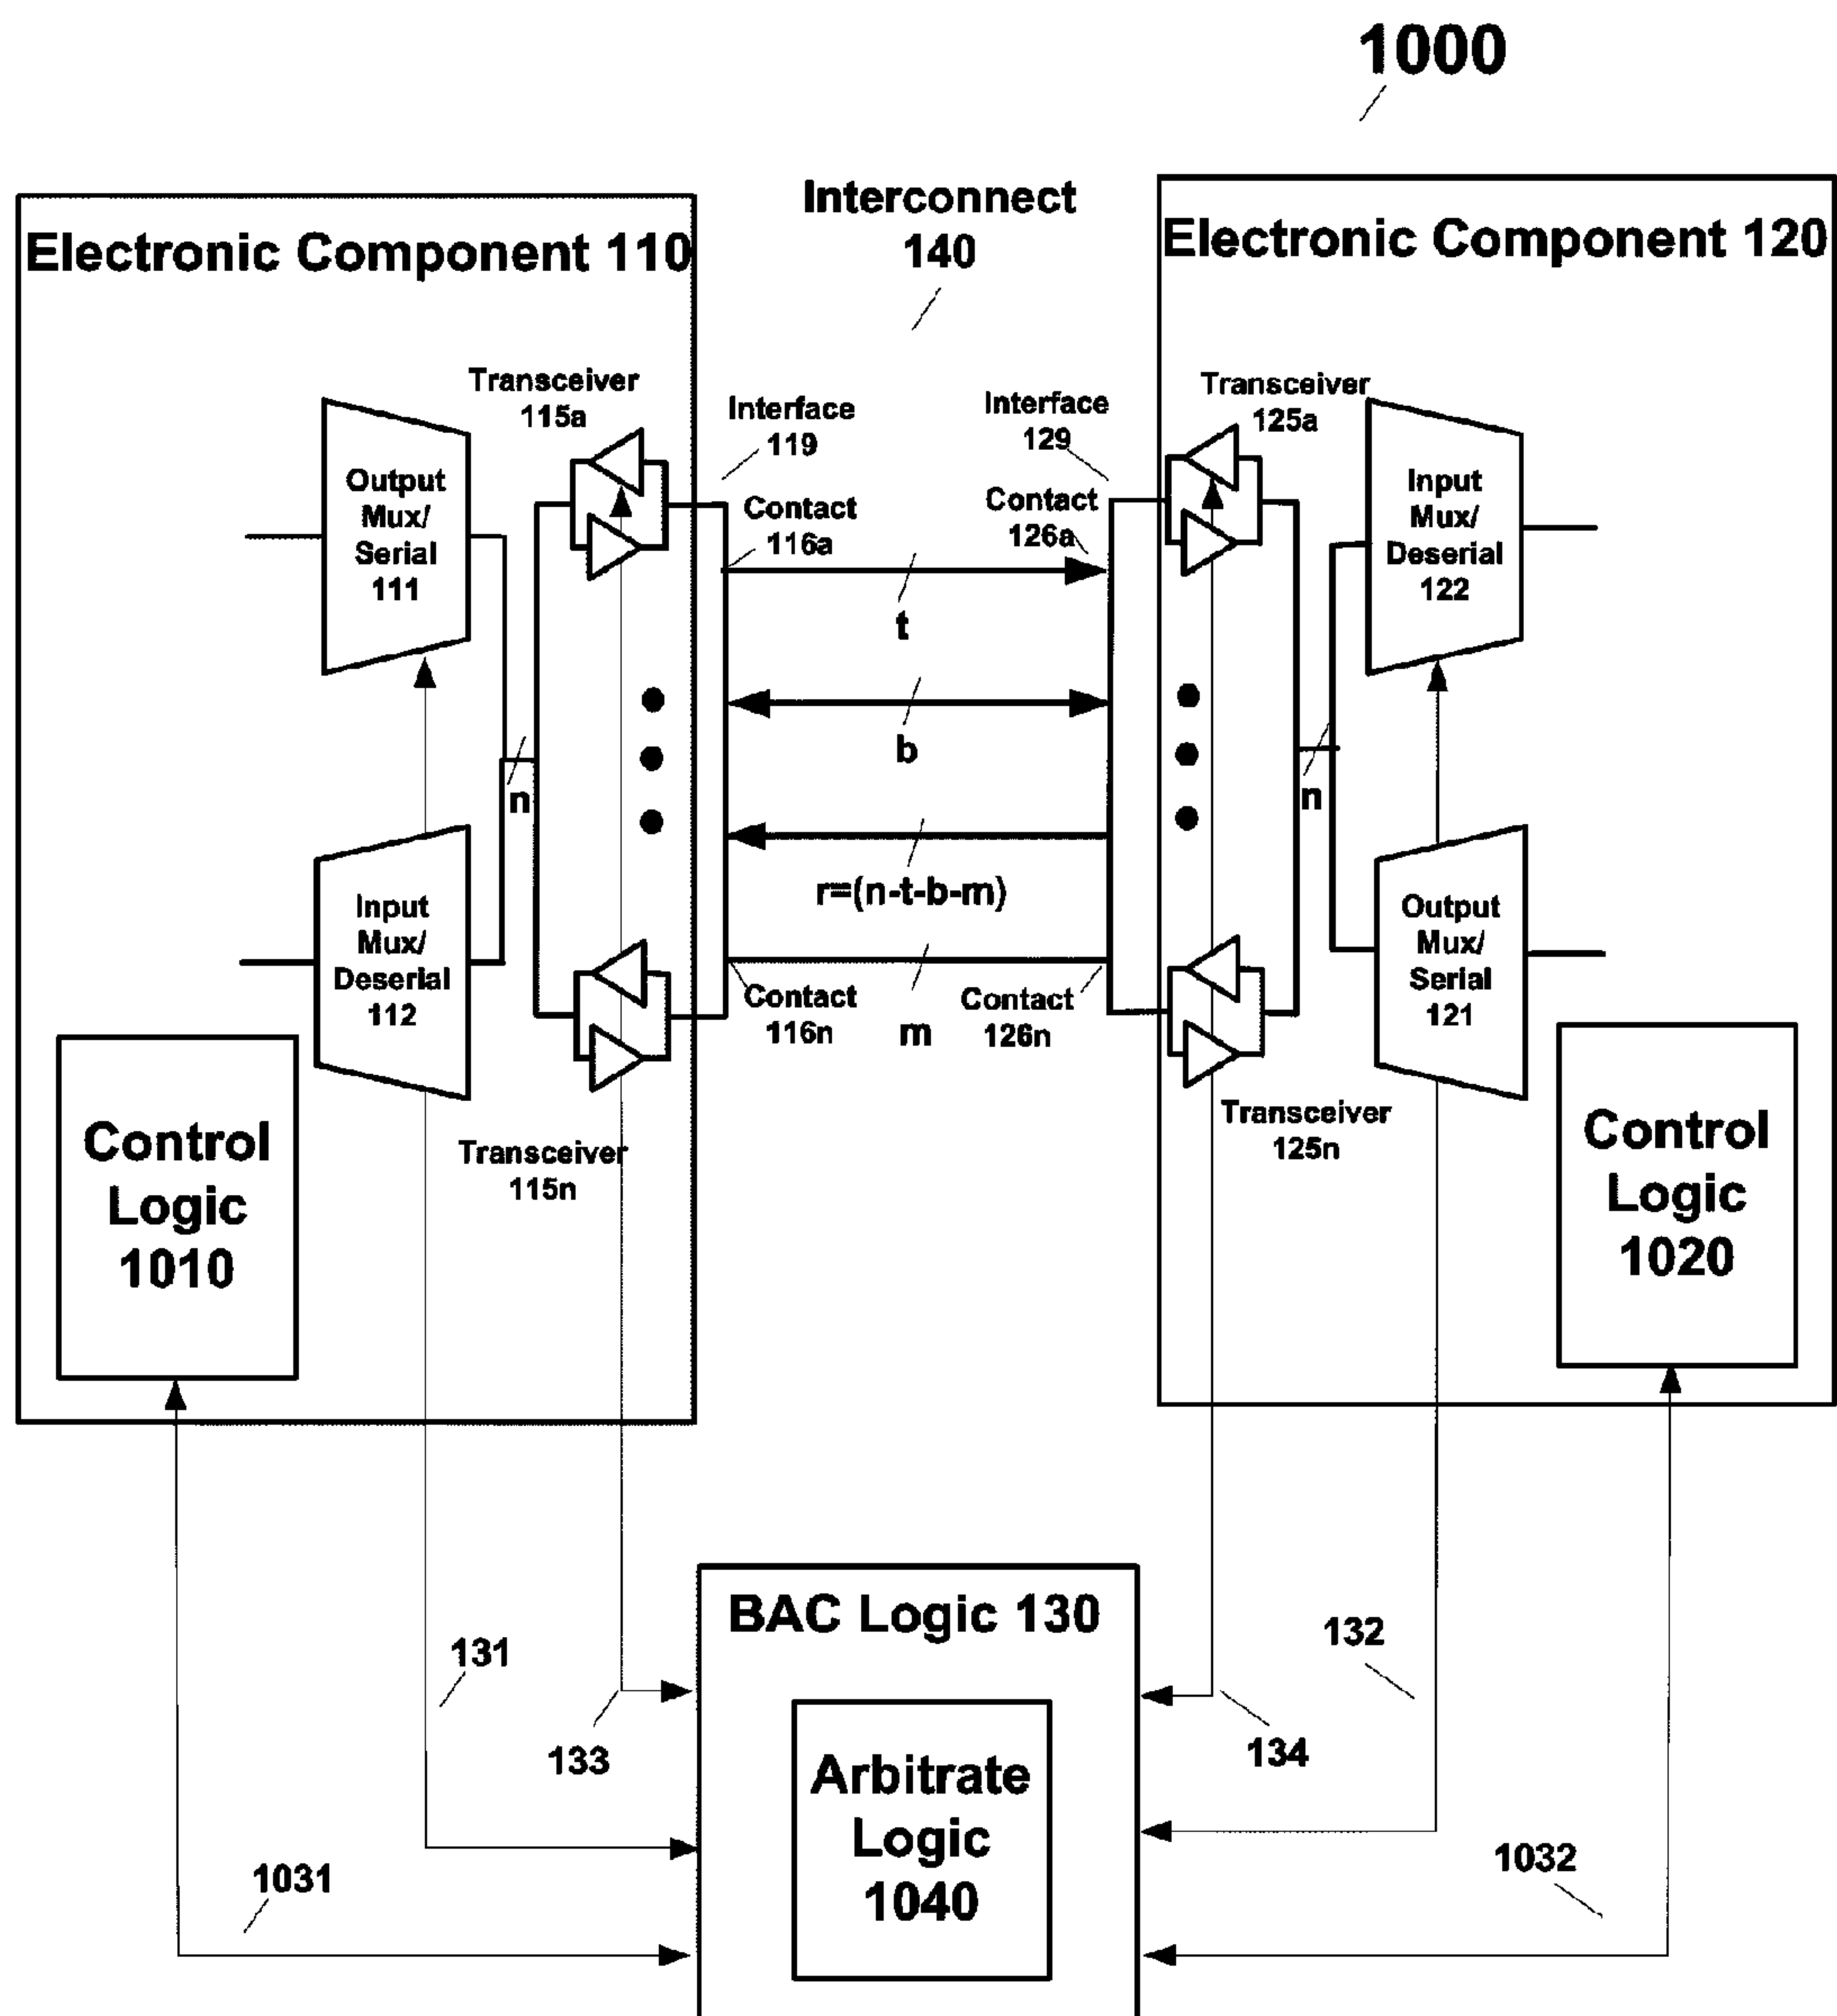 1000
Interconnect
140
Electronic Component 110
Electronic Component 120
Transceiver
115a
Interface
119
Interface
129
Transceiver
125a
Output
Mux/
Serial
111
Contact
116a
Contact
126a
Input
Mux/
Deserial
122
t
b
n
n
r=(n-t-b-m)
Input
Mux/
Deserial
112
Output
Mux/
Serial
121
Contact
116n
m
Contact
126n
Control
Logic
1010
Transceiver
115n
Transceiver
125n
Control
Logic
1020
BAC Logic 130
131
132
133
134
Arbitrate
Logic
1040
1031
1032